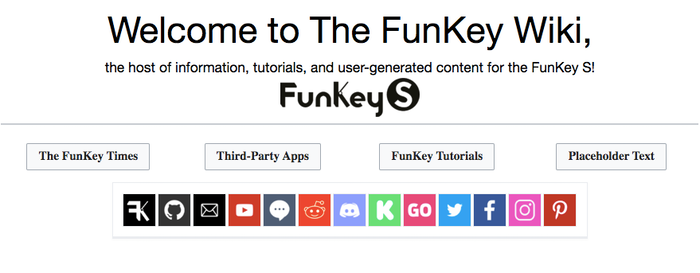 Welcome to The FunKey Wiki,
the host of information, tutorials, and user-generated content for the FunKey S!
FunKey S
The FunKey Times
Third-Party Apps
FunKey Tutorials
Placeholder Text
FK
K
GO
f